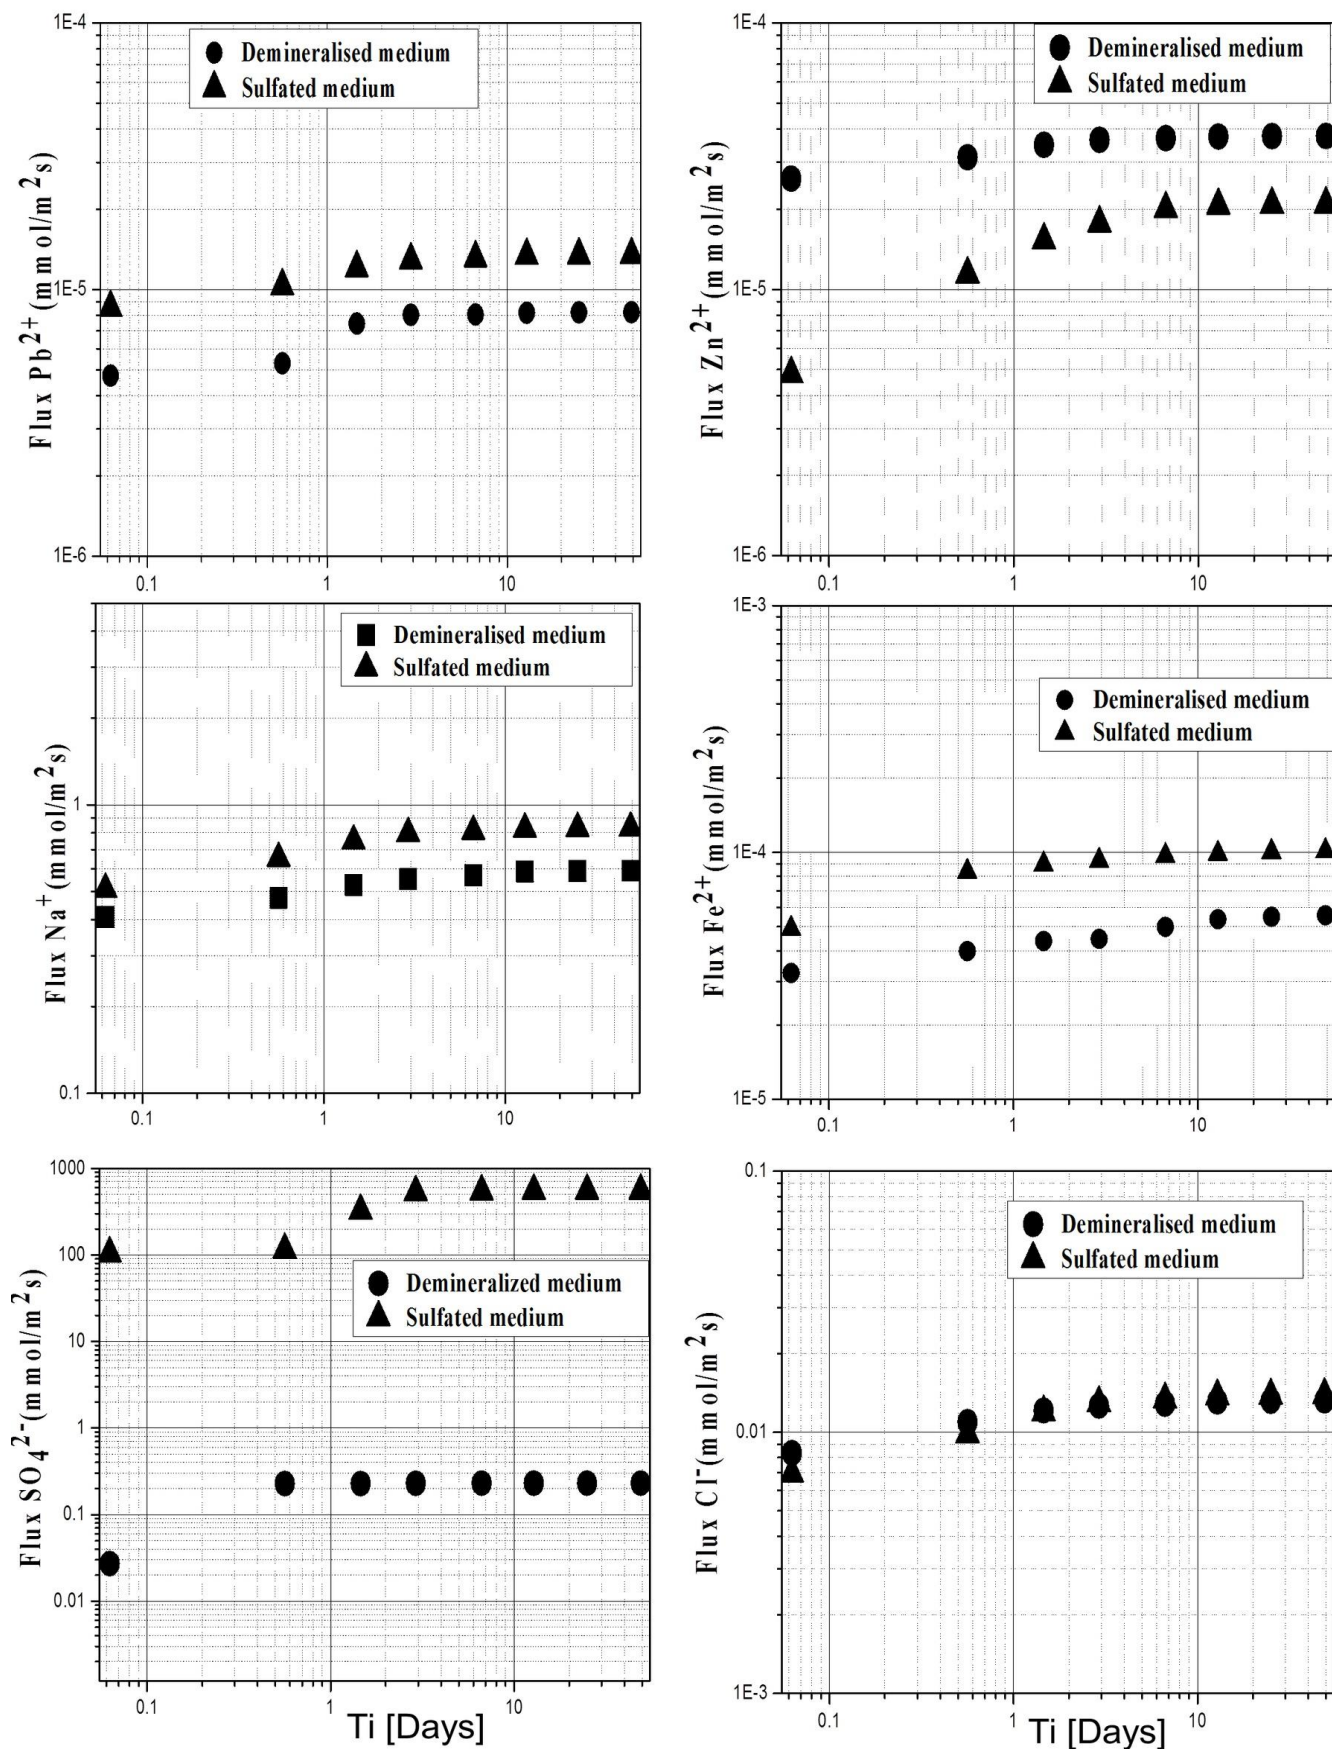 1E-4
Demineralised medium
Sulfated medium
Flux Pb²⁺ (mmol/m²s)
1E-5
1E-6
0.1
1
10
1E-4
Demineralised medium
Sulfated medium
Flux Zn²⁺ (mmol/m²s)
1E-5
1E-6
0.1
1
10
Demineralised medium
Sulfated medium
Flux Na⁺ (mmol/m²s)
1
0.1
0.1
1
10
1E-3
Demineralised medium
Sulfated medium
Flux Fe²⁺ (mmol/m²s)
1E-4
1E-5
0.1
1
10
1000
100
Demineralized medium
Sulfated medium
Flux SO₄²⁻ (mmol/m²s)
10
1
0.1
0.01
0.1
1
10
Ti [Days]
0.1
Demineralised medium
Sulfated medium
Flux Cl⁻ (mmol/m²s)
0.01
1E-3
0.1
1
10
Ti [Days]